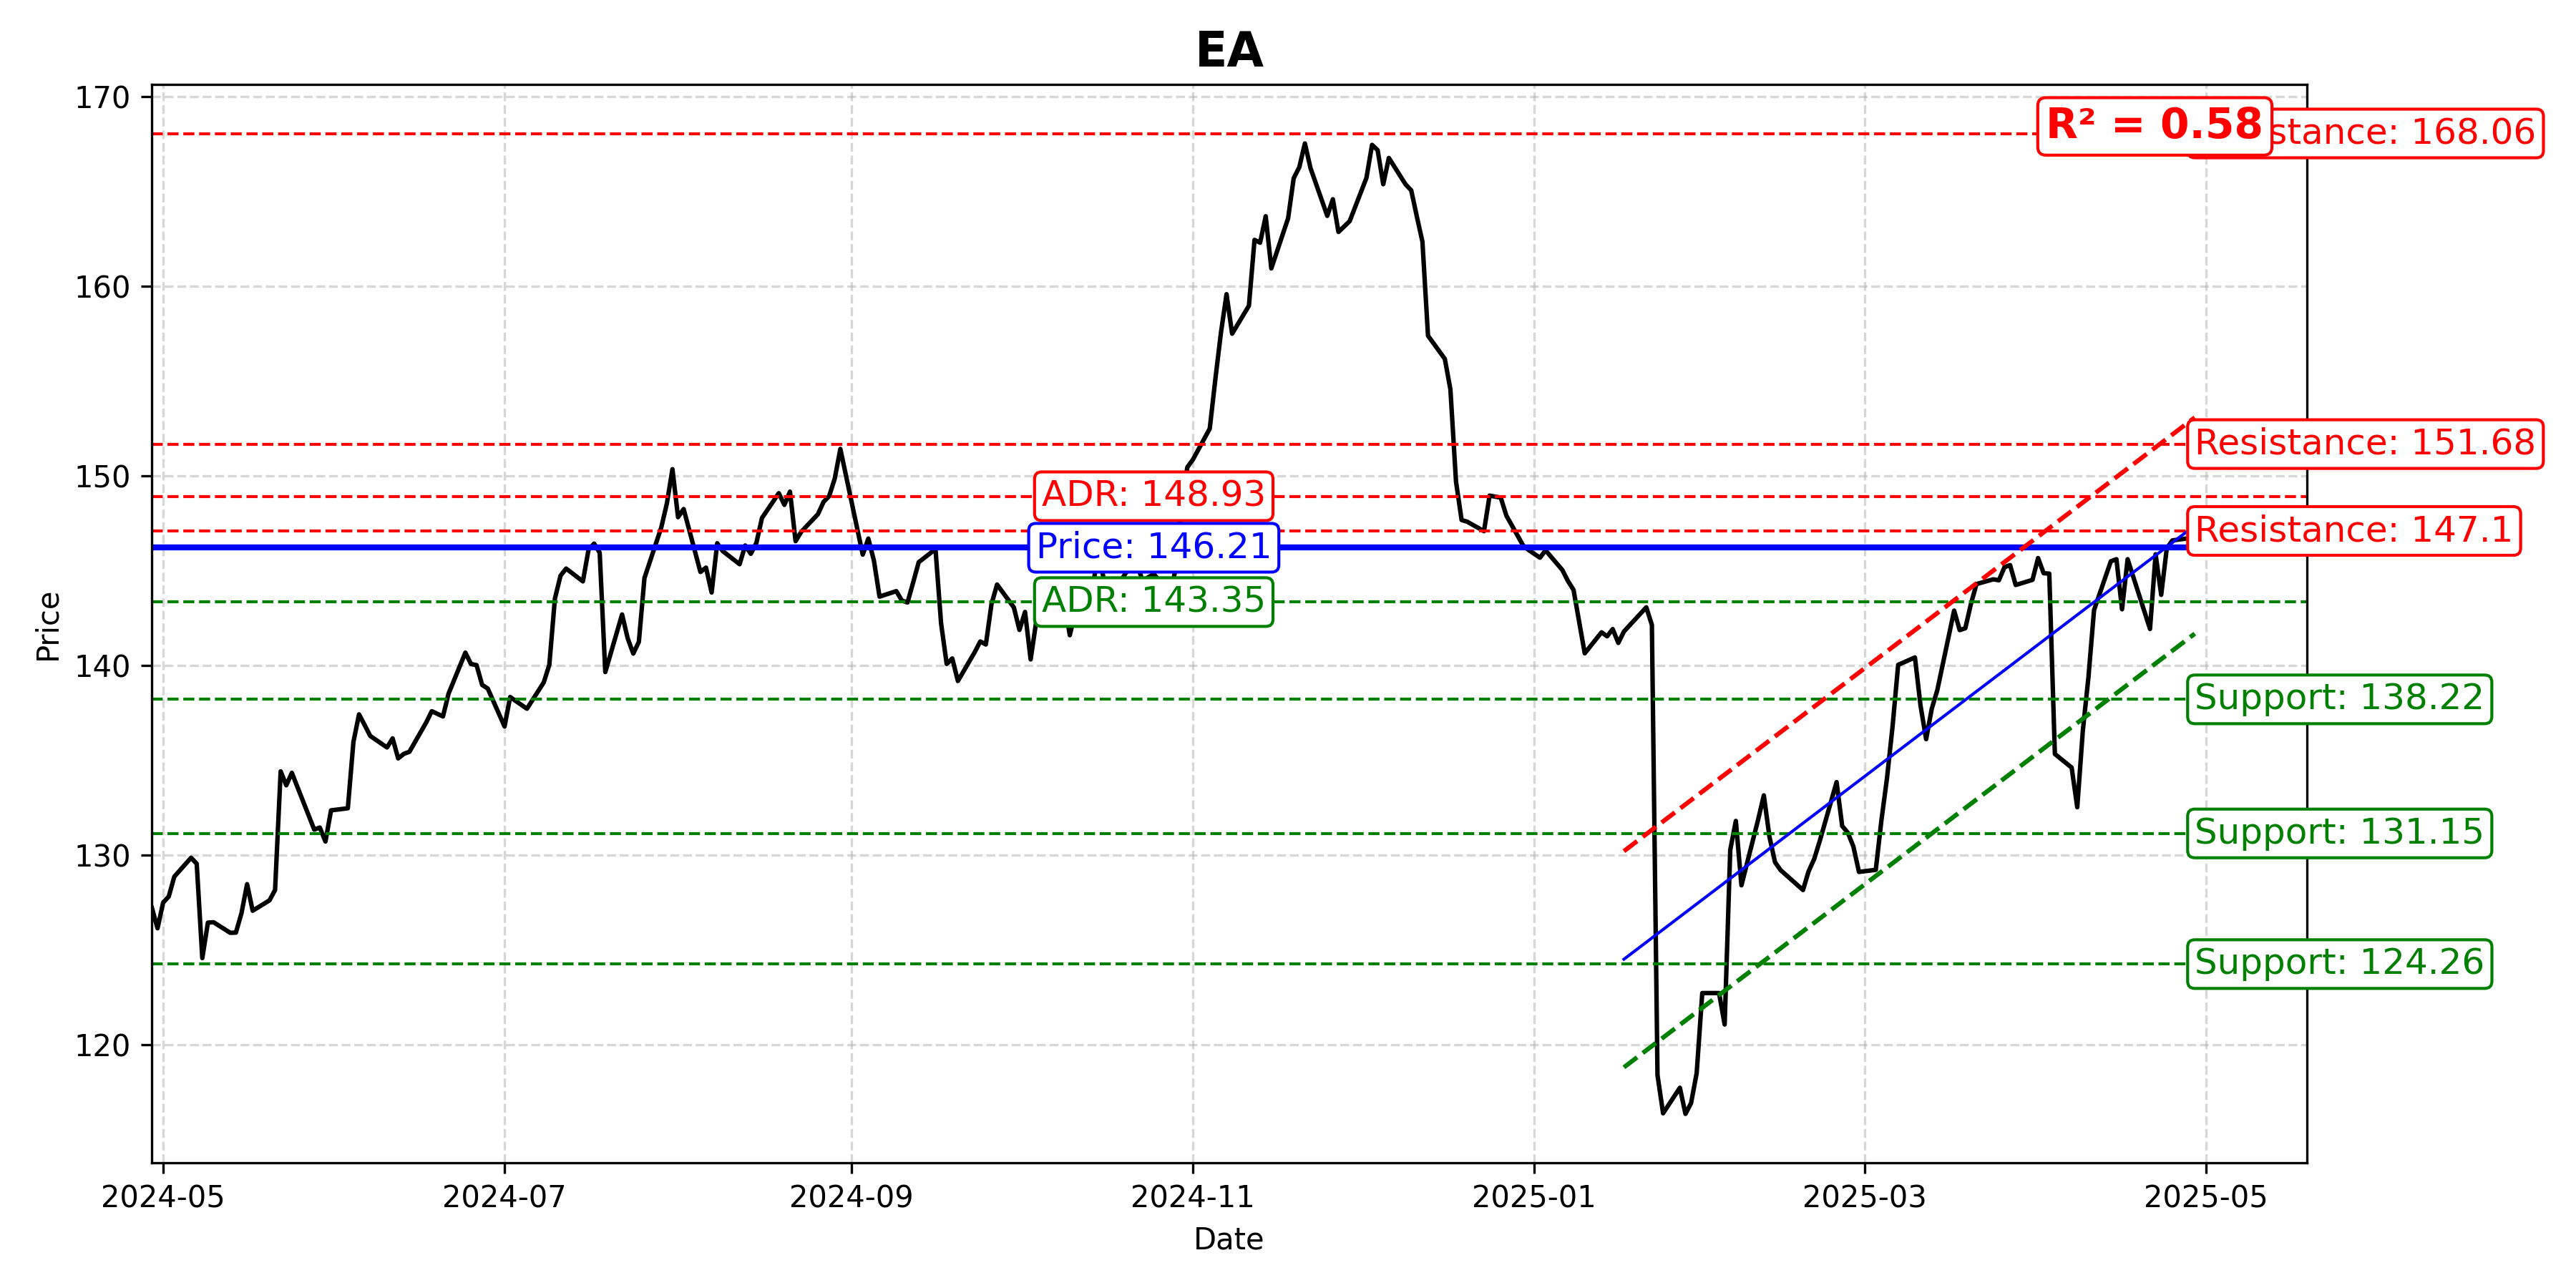 EA
170
160
150
140
130
120
Price
R² = 0.58
stance: 168.06
Resistance: 151.68
ADR: 148.93
Resistance: 147.1
Price: 146.21
ADR: 143.35
Support: 138.22
Support: 131.15
Support: 124.26
2024-05
2024-07
2024-09
2024-11
2025-01
2025-03
2025-05
Date